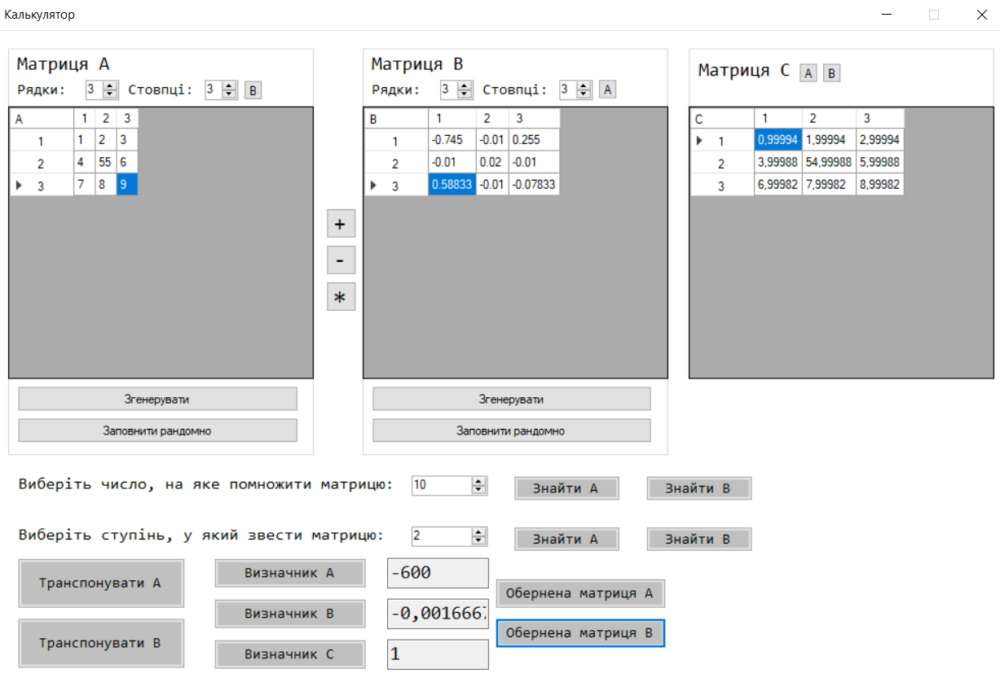 Калькулятор
Матриця A
Рядки: 3 Стовпці: 3 B
A 1 2 3
1 1 2 3
2 4 55 6
3 7 8 9
Згенерувати
Заповнити рандомно
+
-
*
Матриця B
Рядки: 3 Стовпці: 3 A
B 1 2 3
1 -0.745 -0.01 0.255
2 -0.01 0.02 -0.01
3 0.58833 -0.01 -0.07833
Згенерувати
Заповнити рандомно
Матриця C A B
C 1 2 3
1 0,99994 1,99994 2,99994
2 3,99988 54,99988 5,99988
3 6,99982 7,99982 8,99982
Виберіть число, на яке помножити матрицю: 10 Знайти A Знайти B
Виберіть ступінь, у який звести матрицю: 2 Знайти A Знайти B
Транспонувати A
Транспонувати B
Визначник A -600
Визначник B -0,001666
Визначник C 1
Обернена матриця A
Обернена матриця B